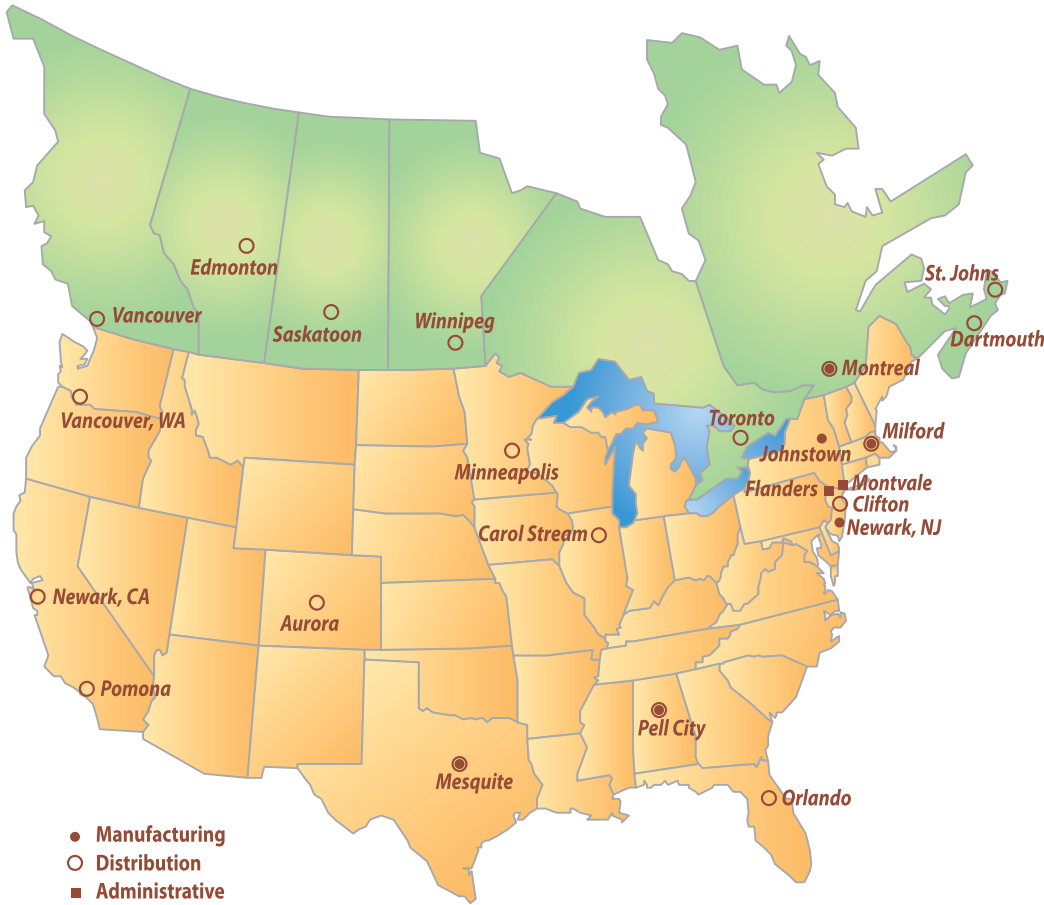 Edmonton
St. Johns
Vancouver
Saskatoon
Winnipeg
Dartmouth
Montreal
Vancouver, WA
Toronto
Milford
Minneapolis
Johnstown
Flanders
Montvale
Clifton
Carol Stream
Newark, NJ
Newark, CA
Aurora
Pomona
Pell City
Mesquite
Orlando
Manufacturing
Distribution
Administrative